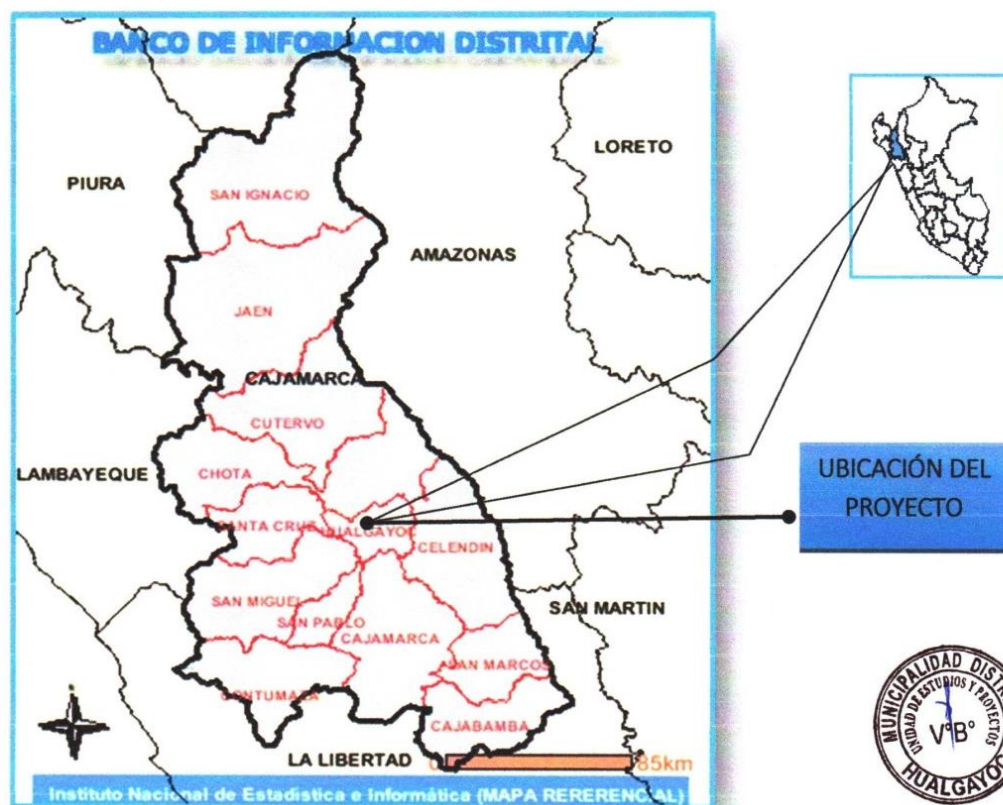 BANCO DE INFORMACION DISTRITAL
LORETO
PIURA
SAN IGNACIO
AMAZONAS
JAEN
CAJAMARCA
CUTERVO
LAMBAYEQUE
CHOTA
UBICACIÓN DEL
PROYECTO
SANTA CRUZ
HUALGAYOC
CELENDIN
SAN MIGUEL
SAN PABLO
CAJAMARCA
SAN MARTIN
SAN MARCOS
CONTUMAZA
CAJABAMBA
LA LIBERTAD
0
85km
Instituto Nacional de Estadistica e Informática (MAPA RERERENCIAL)
MUNICIPALIDAD
UNIDAD DE ESTUDIOS Y PROYECTOS
V°B°
HUALGAYOC